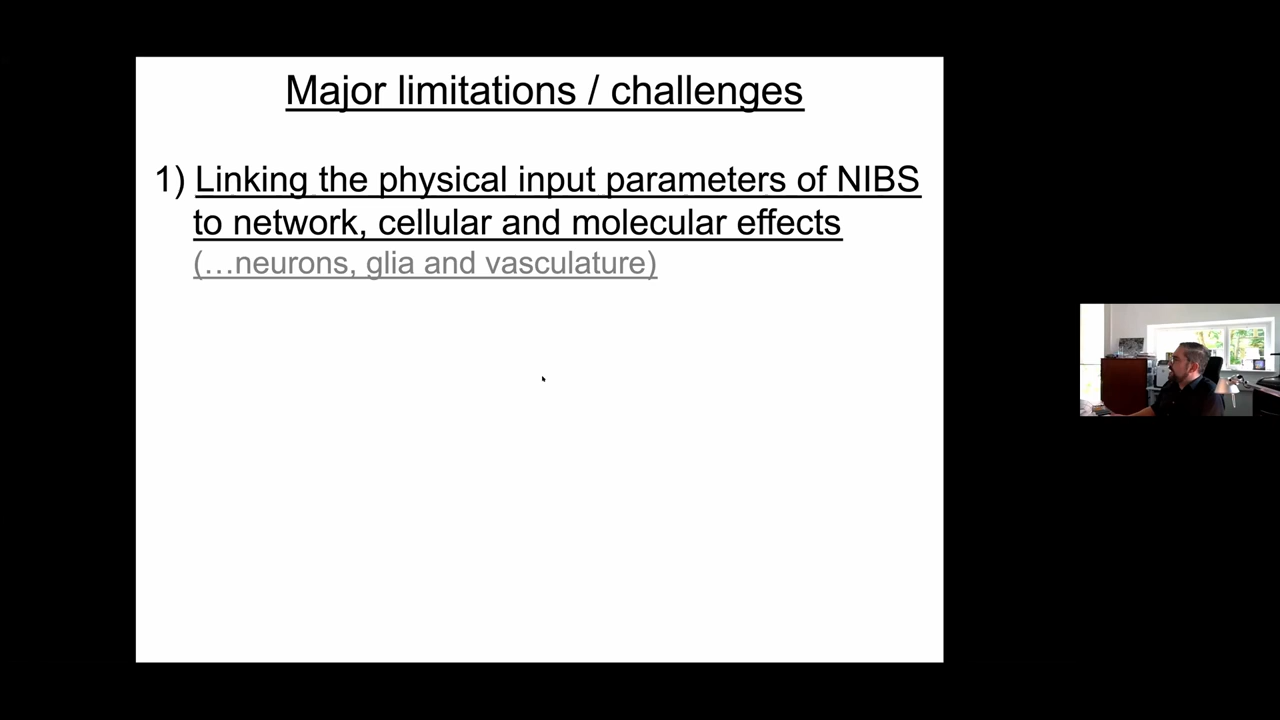 Major limitations / challenges
1) Linking the physical input parameters of NIBS
to network, cellular and molecular effects
(…neurons, glia and vasculature)